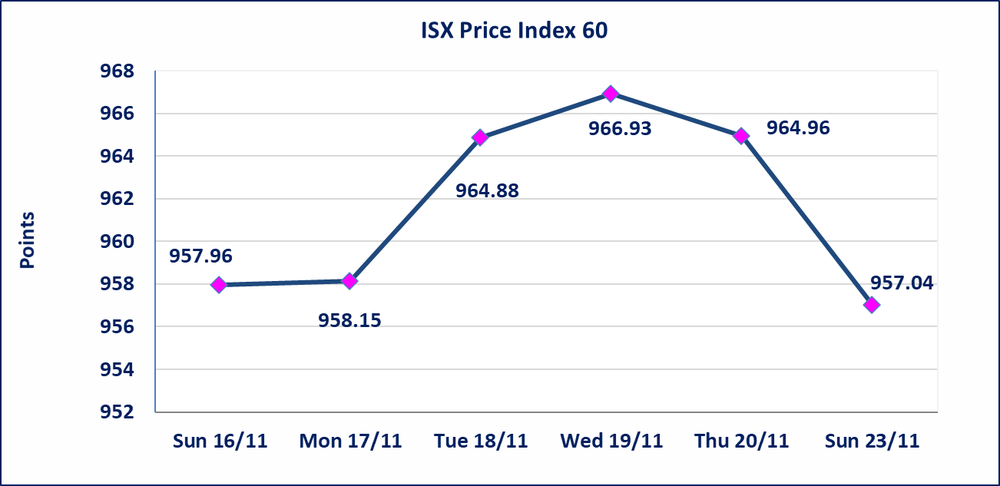 ISX Price Index 60
Points
968
966
964
962
960
958
956
954
952
957.96
958.15
964.88
966.93
964.96
957.04
Sun 16/11
Mon 17/11
Tue 18/11
Wed 19/11
Thu 20/11
Sun 23/11